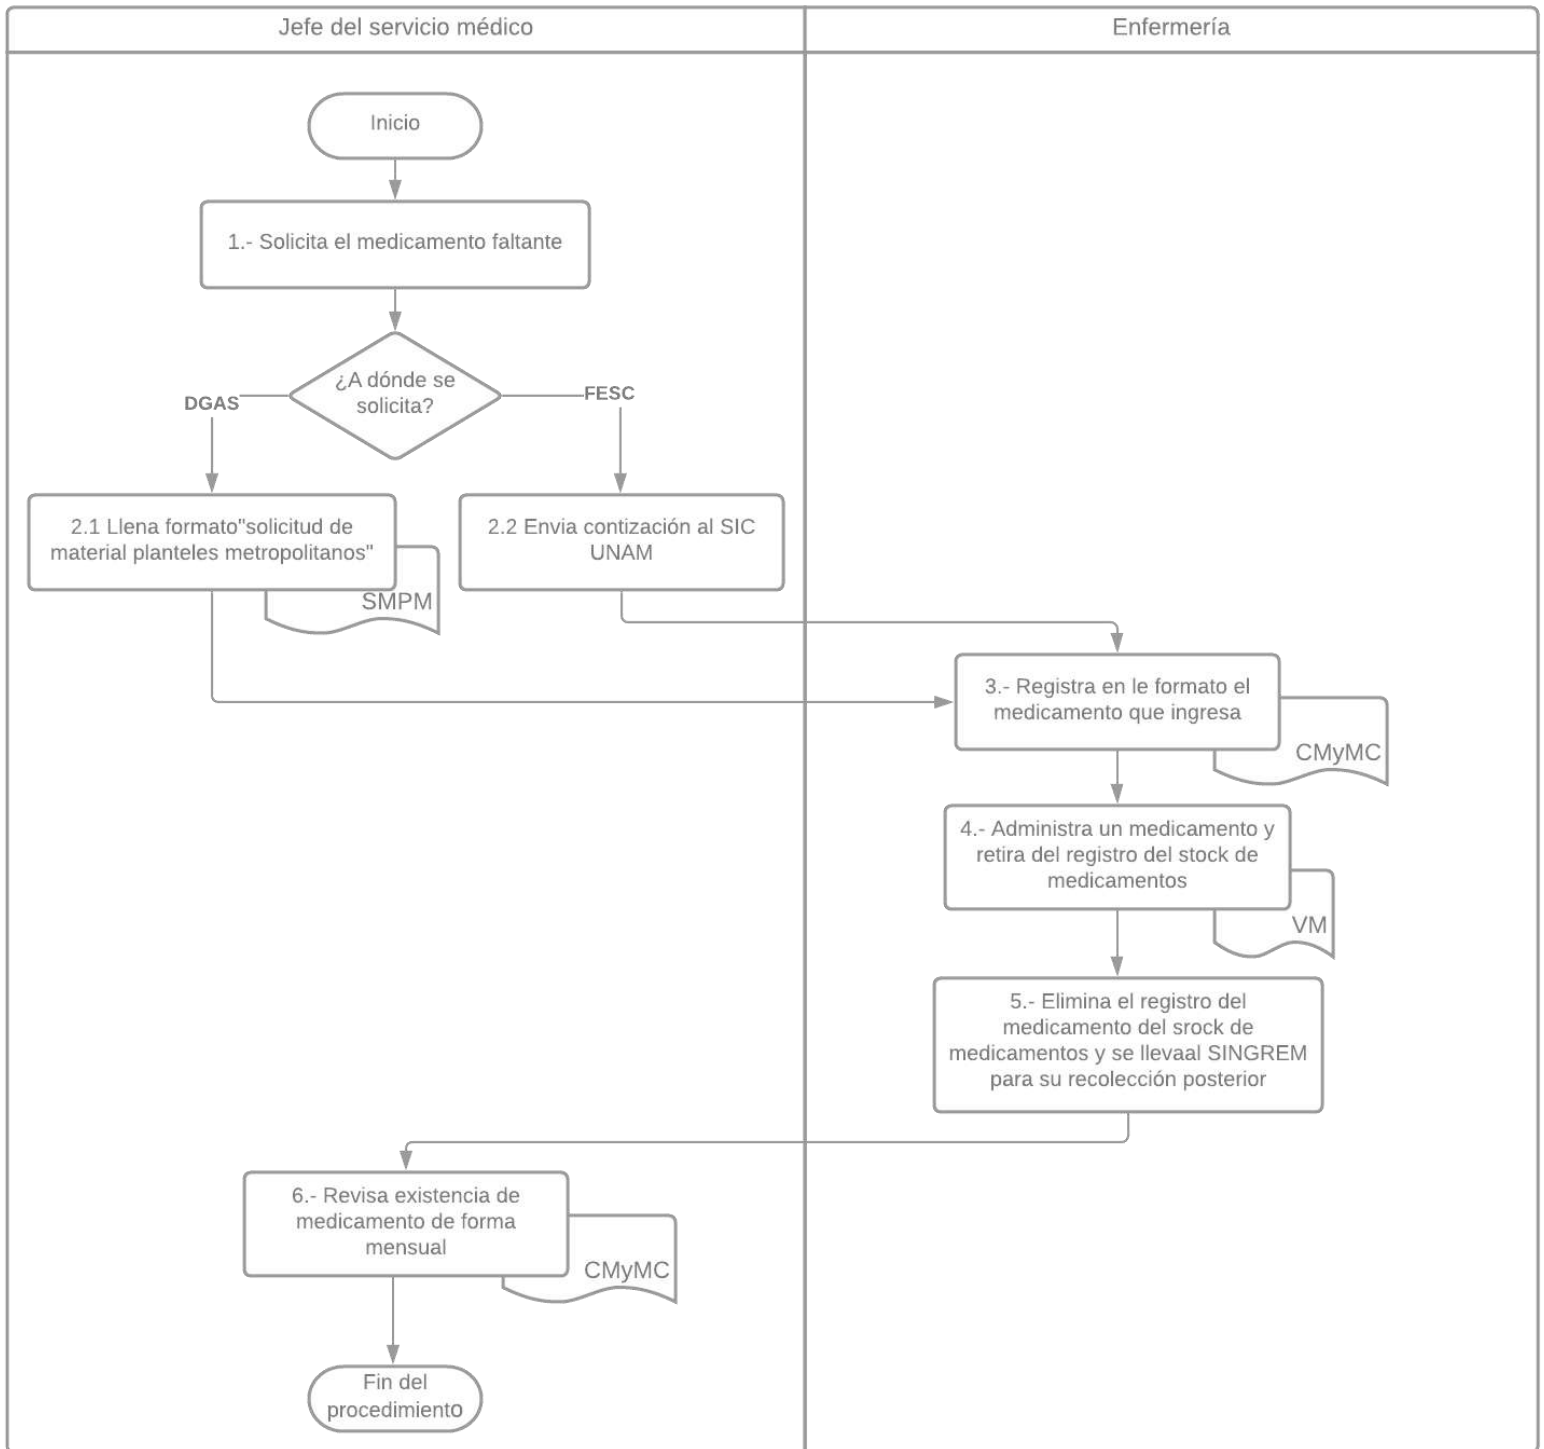 Jefe del servicio médico
Enfermería
Inicio
1.- Solicita el medicamento faltante
¿A dónde se
solicita?
DGAS
FESC
2.1 Llena formato"solicitud de
material planteles metropolitanos"
SMPM
2.2 Envia contización al SIC
UNAM
3.- Registra en le formato el
medicamento que ingresa
CMyMC
4.- Administra un medicamento y
retira del registro del stock de
medicamentos
VM
5.- Elimina el registro del
medicamento del srock de
medicamentos y se llevaal SINGREM
para su recolección posterior
6.- Revisa existencia de
medicamento de forma
mensual
CMyMC
Fin del
procedimiento